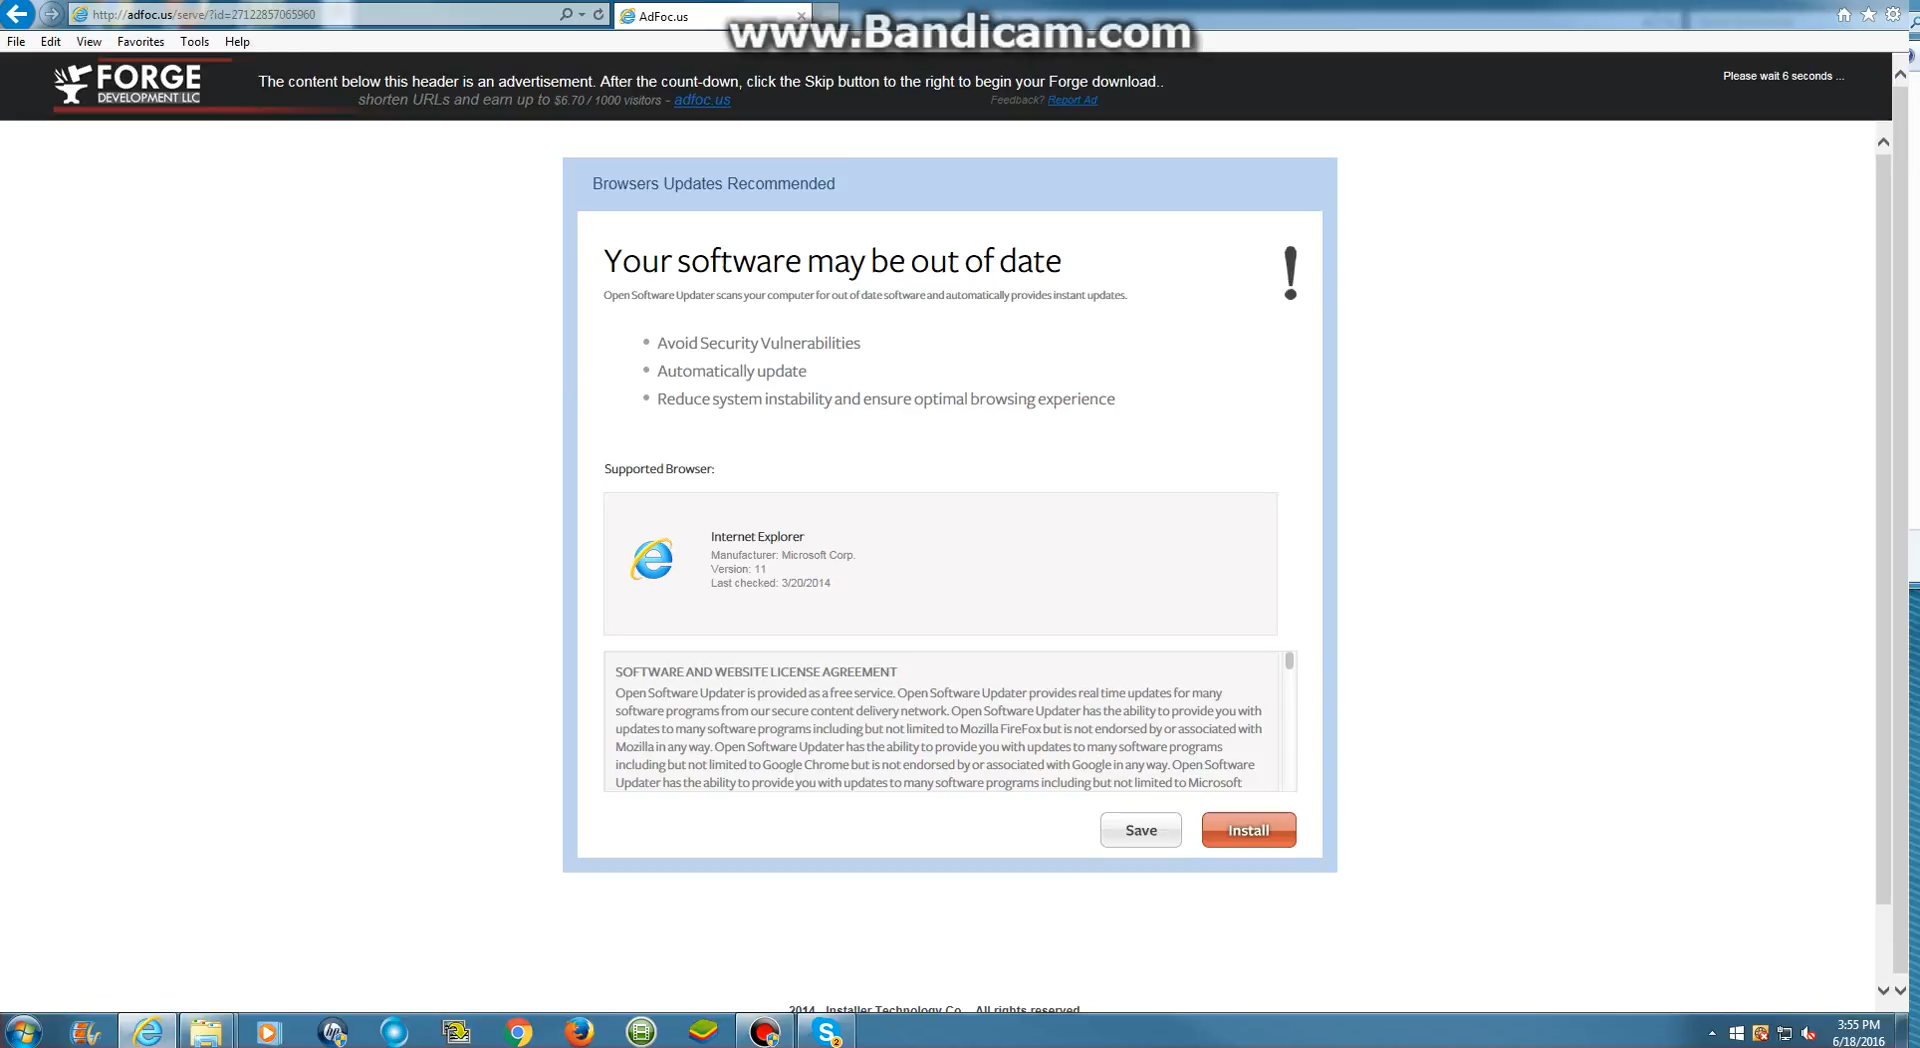 www.Bandicam.com
http://adfoc.us/serve/?id=27122857065960
AdFoc.us
File Edit View Favorites Tools Help
FORGE
DEVELOPMENT LLC
The content below this header is an advertisement. After the count-down, click the Skip button to the right to begin your Forge download..
shorten URLs and earn up to $6.70 / 1000 visitors - adfoc.us
Feedback? Report Ad
Please wait 6 seconds ...
Browsers Updates Recommended
Your software may be out of date
!
Open Software Updater scans your computer for out of date software and automatically provides instant updates.
• Avoid Security Vulnerabilities
• Automatically update
• Reduce system instability and ensure optimal browsing experience
Supported Browser:
Internet Explorer
Manufacturer: Microsoft Corp.
Version: 11
Last checked: 3/20/2014
SOFTWARE AND WEBSITE LICENSE AGREEMENT
Open Software Updater is provided as a free service. Open Software Updater provides real time updates for many
software programs from our secure content delivery network. Open Software Updater has the ability to provide you with
updates to many software programs including but not limited to Mozilla FireFox but is not endorsed by or associated with
Mozilla in any way. Open Software Updater has the ability to provide you with updates to many software programs
including but not limited to Google Chrome but is not endorsed by or associated with Google in any way. Open Software
Updater has the ability to provide you with updates to many software programs including but not limited to Microsoft
Save
Install
2014 Installer Technology Co. All rights reserved
hp
S
2
3:55 PM
6/18/2016